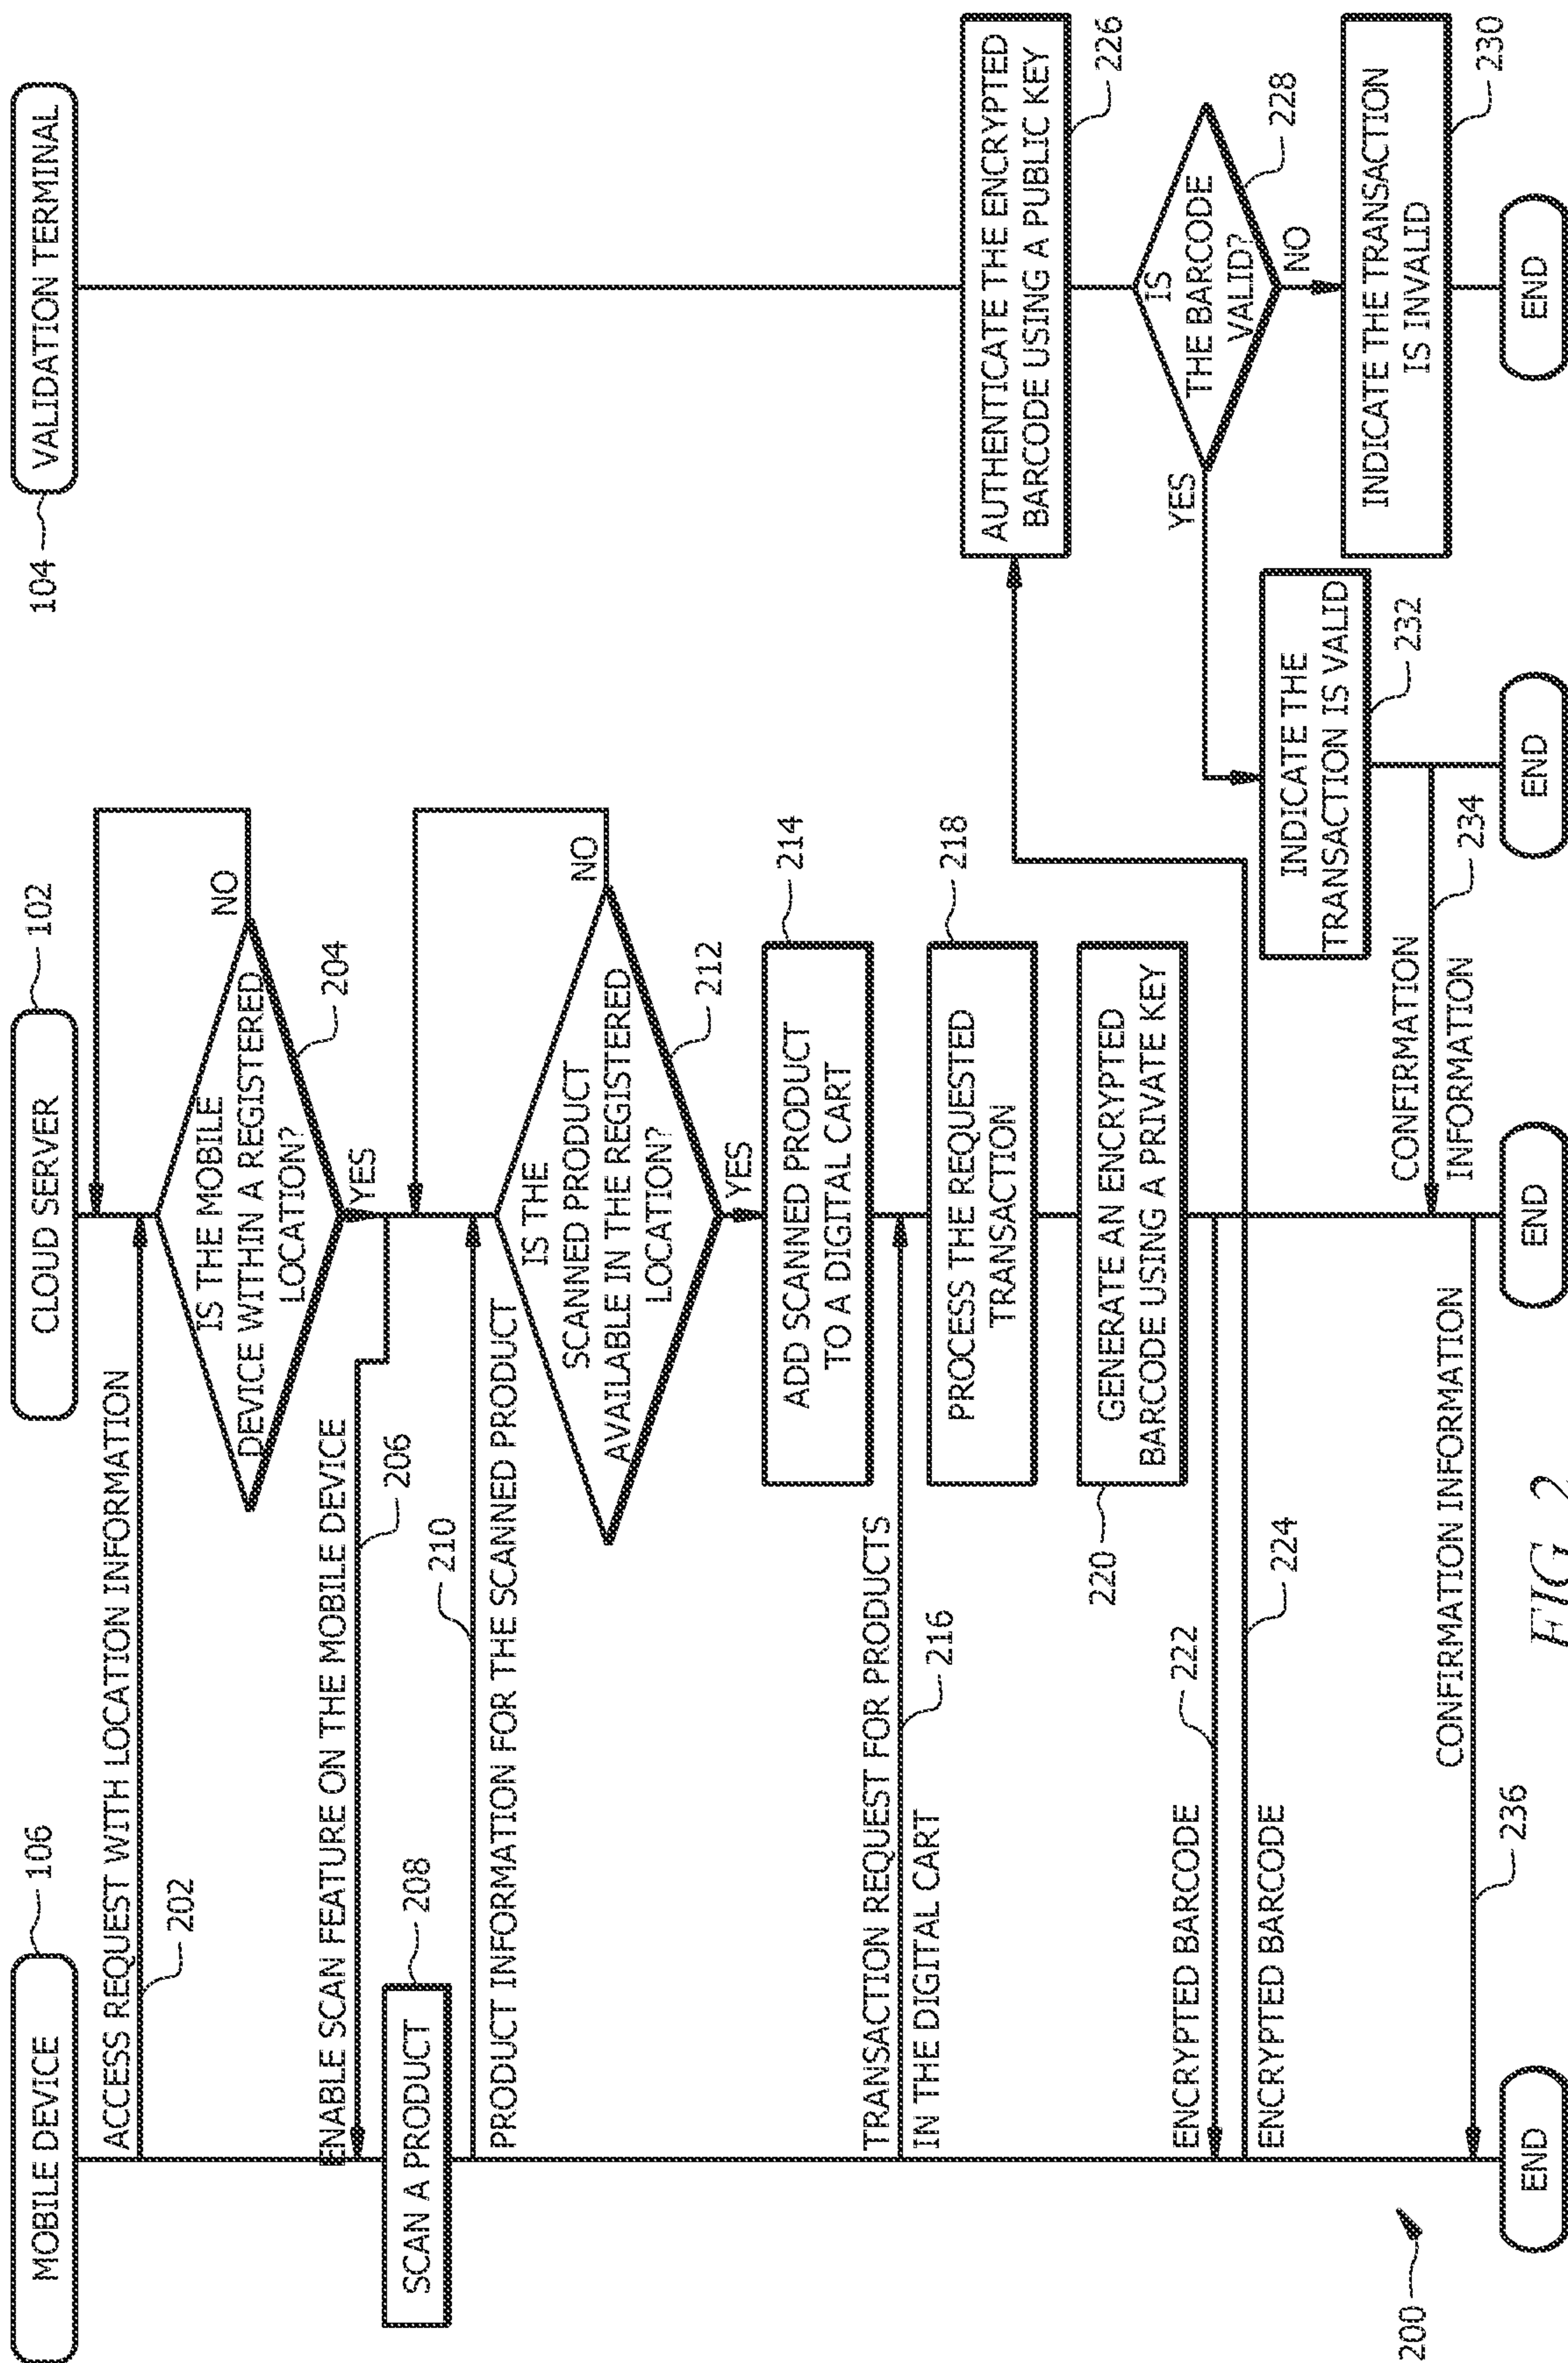 MOBILE DEVICE
106
CLOUD SERVER
102
104
VALIDATION TERMINAL
ACCESS REQUEST WITH LOCATION INFORMATION
202
IS THE MOBILE
DEVICE WITHIN A REGISTERED
LOCATION?
204
NO
YES
ENABLE SCAN FEATURE ON THE MOBILE DEVICE
206
SCAN A PRODUCT
208
210
PRODUCT INFORMATION FOR THE SCANNED PRODUCT
IS THE
SCANNED PRODUCT
AVAILABLE IN THE REGISTERED
LOCATION?
212
NO
YES
ADD SCANNED PRODUCT
TO A DIGITAL CART
214
TRANSACTION REQUEST FOR PRODUCTS
IN THE DIGITAL CART
216
PROCESS THE REQUESTED
TRANSACTION
218
GENERATE AN ENCRYPTED
BARCODE USING A PRIVATE KEY
220
ENCRYPTED BARCODE
222
ENCRYPTED BARCODE
224
AUTHENTICATE THE ENCRYPTED
BARCODE USING A PUBLIC KEY
226
IS
THE BARCODE
VALID?
228
YES
NO
INDICATE THE
TRANSACTION IS VALID
232
INDICATE THE TRANSACTION
IS INVALID
230
CONFIRMATION
INFORMATION
234
CONFIRMATION INFORMATION
236
END
END
END
END
200
FIG. 2